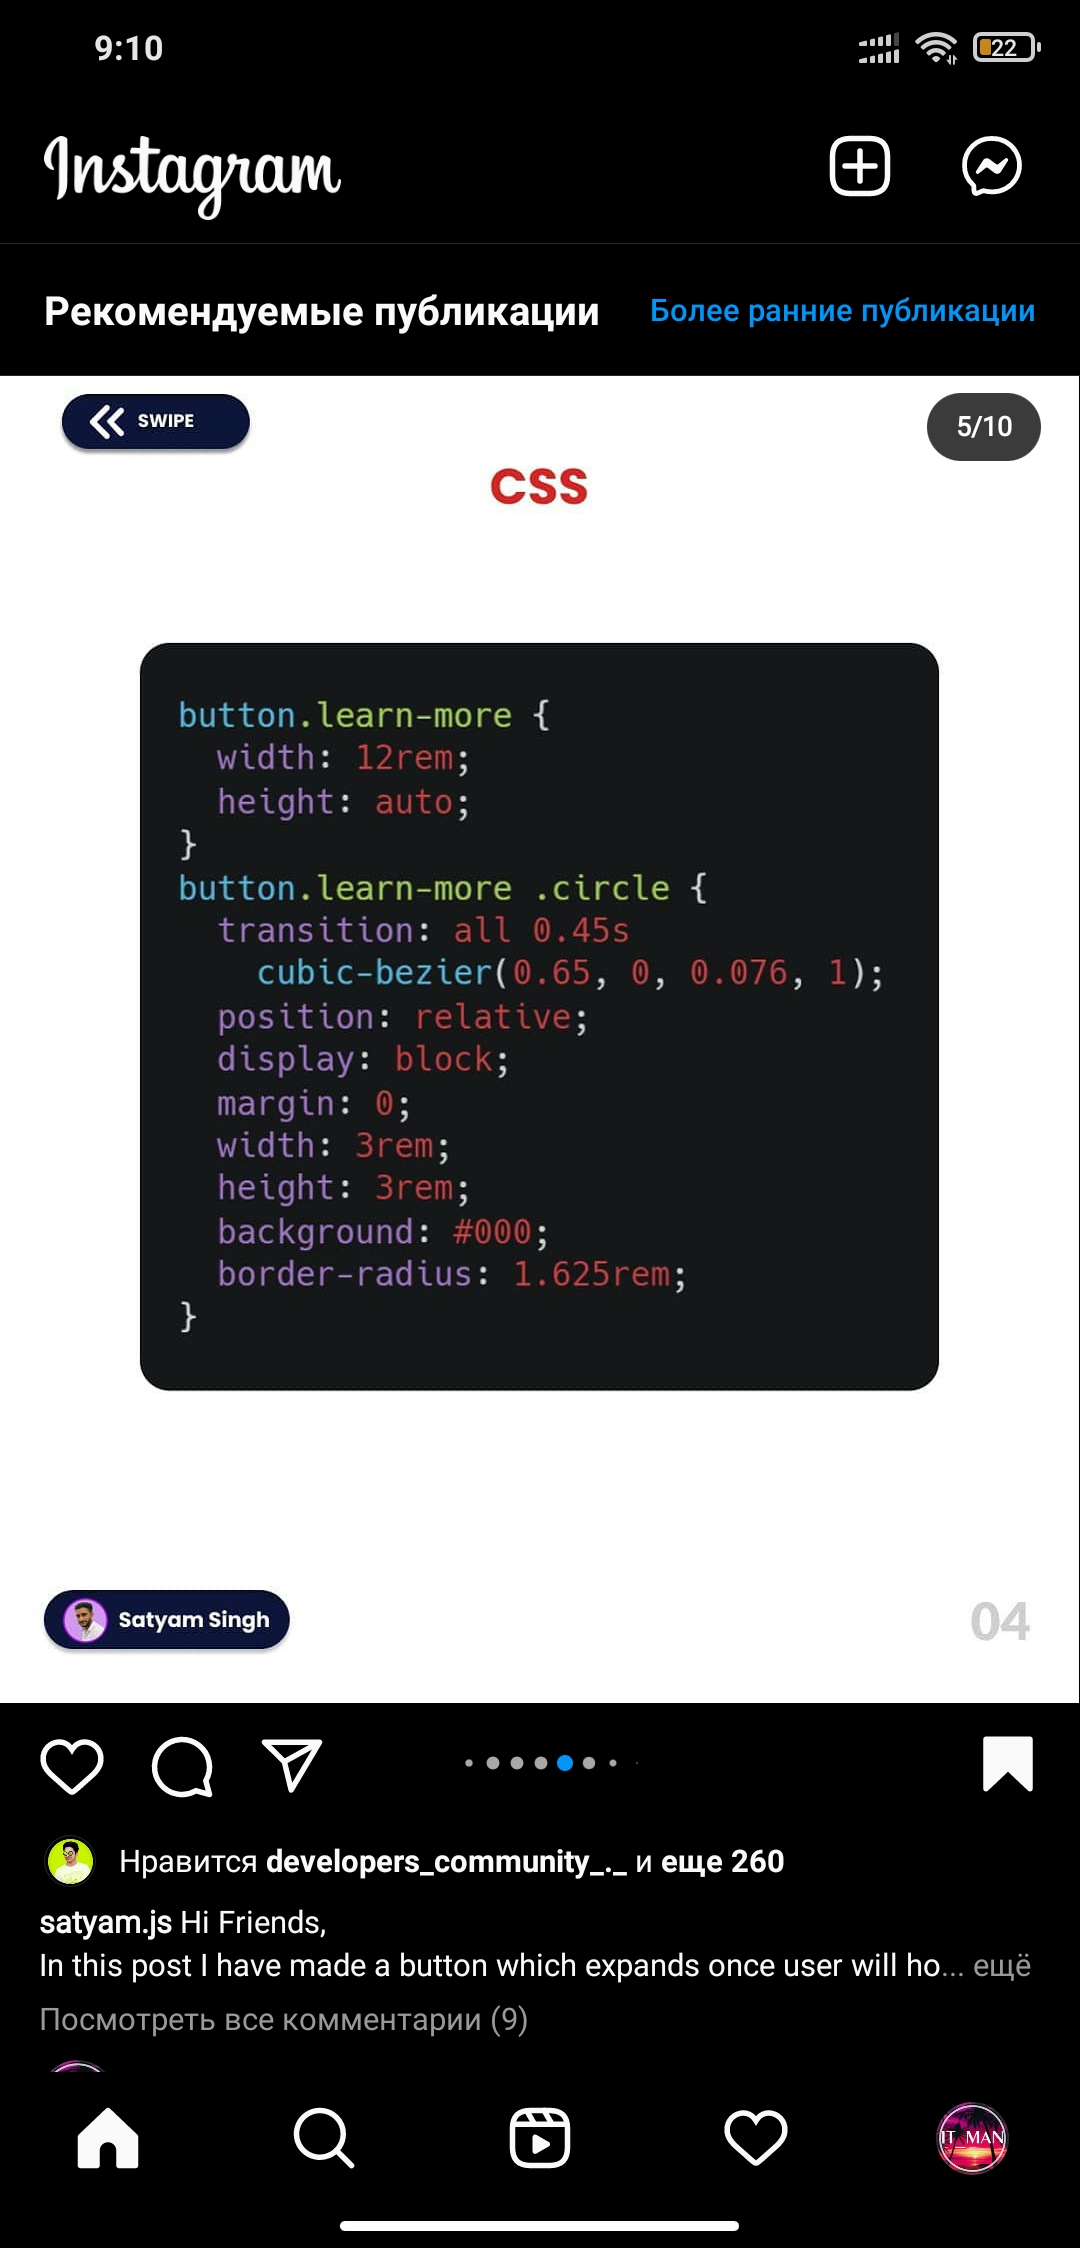 9:10
22
Instagram
Рекомендуемые публикации Более ранние публикации
SWIPE
5/10
CSS
button.learn-more {
  width: 12rem;
  height: auto;
}
button.learn-more .circle {
  transition: all 0.45s
    cubic-bezier(0.65, 0, 0.076, 1);
  position: relative;
  display: block;
  margin: 0;
  width: 3rem;
  height: 3rem;
  background: #000;
  border-radius: 1.625rem;
}
Satyam Singh
04
Нравится developers_community_._ и еще 260
satyam.js Hi Friends,
In this post I have made a button which expands once user will ho... ещё
Посмотреть все комментарии (9)
IT_MAN